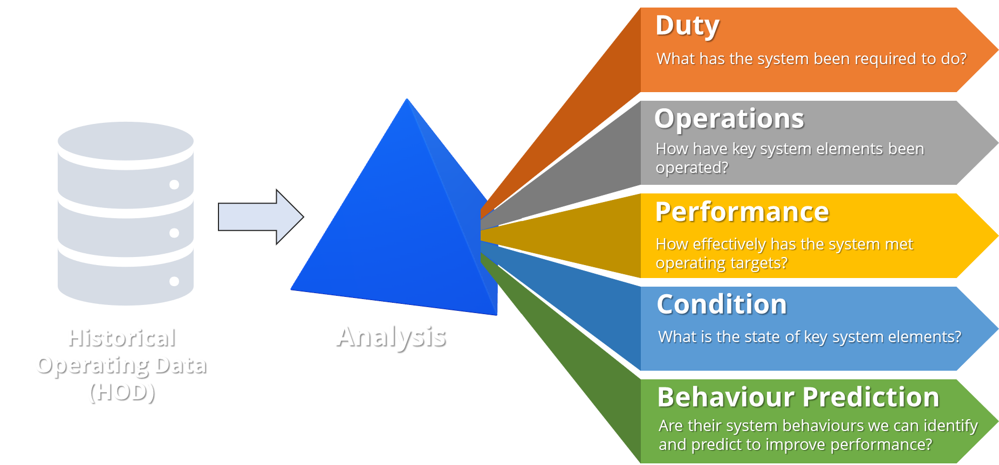 Historical
Operating Data
(HOD)
Analysis
Duty
What has the system been required to do?
Operations
How have key system elements been
operated?
Performance
How effectively has the system met
operating targets?
Condition
What is the state of key system elements?
Behaviour Prediction
Are their system behaviours we can identify
and predict to improve performance?